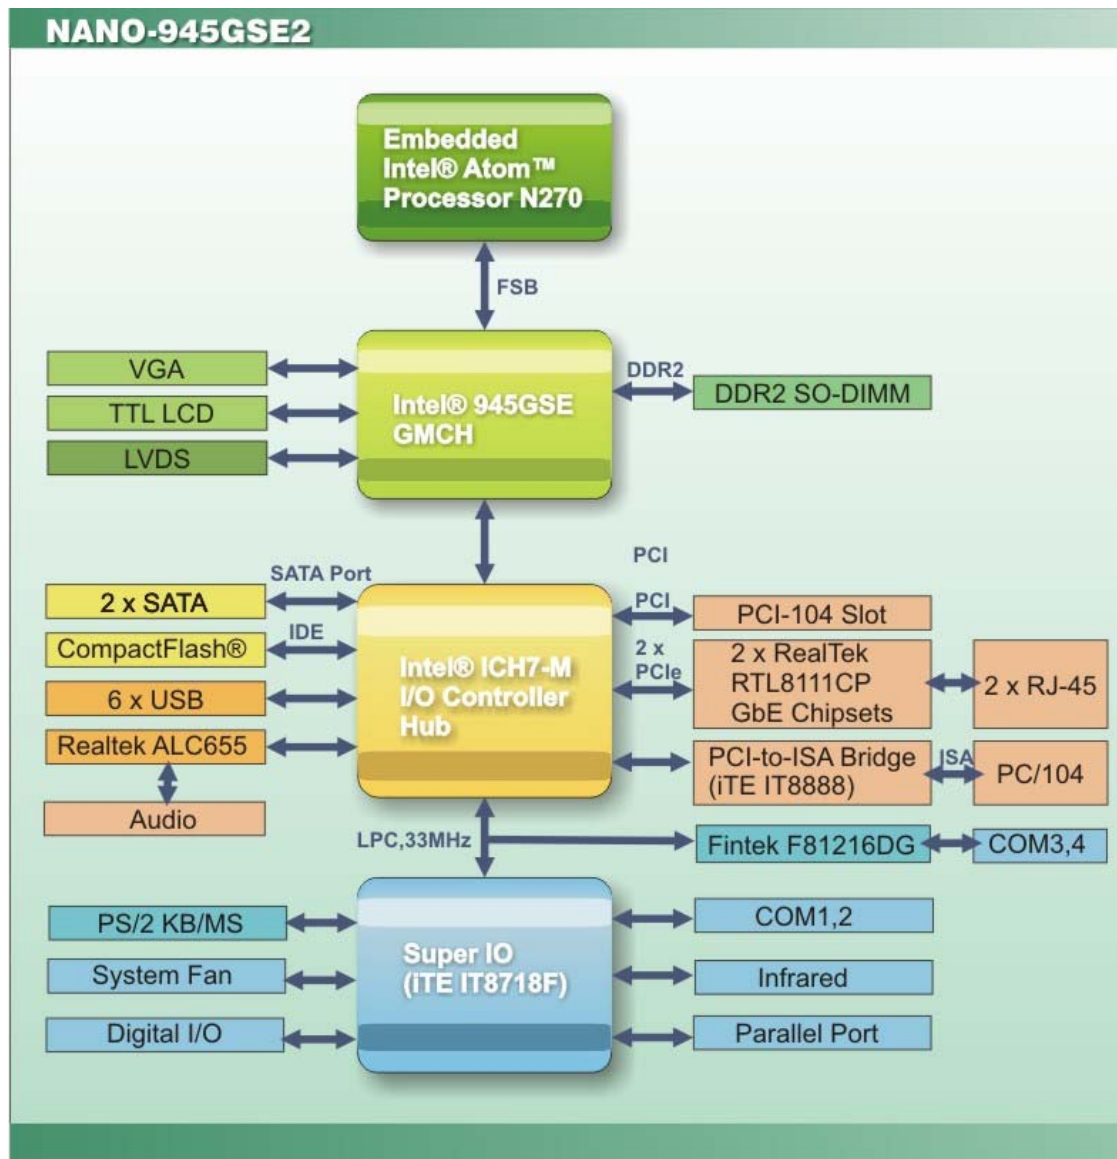 NANO-945GSE2
Embedded
Intel® Atom™
Processor N270
FSB
VGA
TTL LCD
LVDS
Intel® 945GSE
GMCH
DDR2
DDR2 SO-DIMM
PCI
SATA Port
2 x SATA
IDE
CompactFlash®
6 x USB
Realtek ALC655
Audio
Intel® ICH7-M
I/O Controller
Hub
PCI
PCI-104 Slot
2 x
PCIe
2 x RealTek
RTL8111CP
GbE Chipsets
2 x RJ-45
PCI-to-ISA Bridge
(iTE IT8888)
ISA
PC/104
LPC,33MHz
Fintek F81216DG
COM3,4
PS/2 KB/MS
System Fan
Digital I/O
Super IO
(iTE IT8718F)
COM1,2
Infrared
Parallel Port